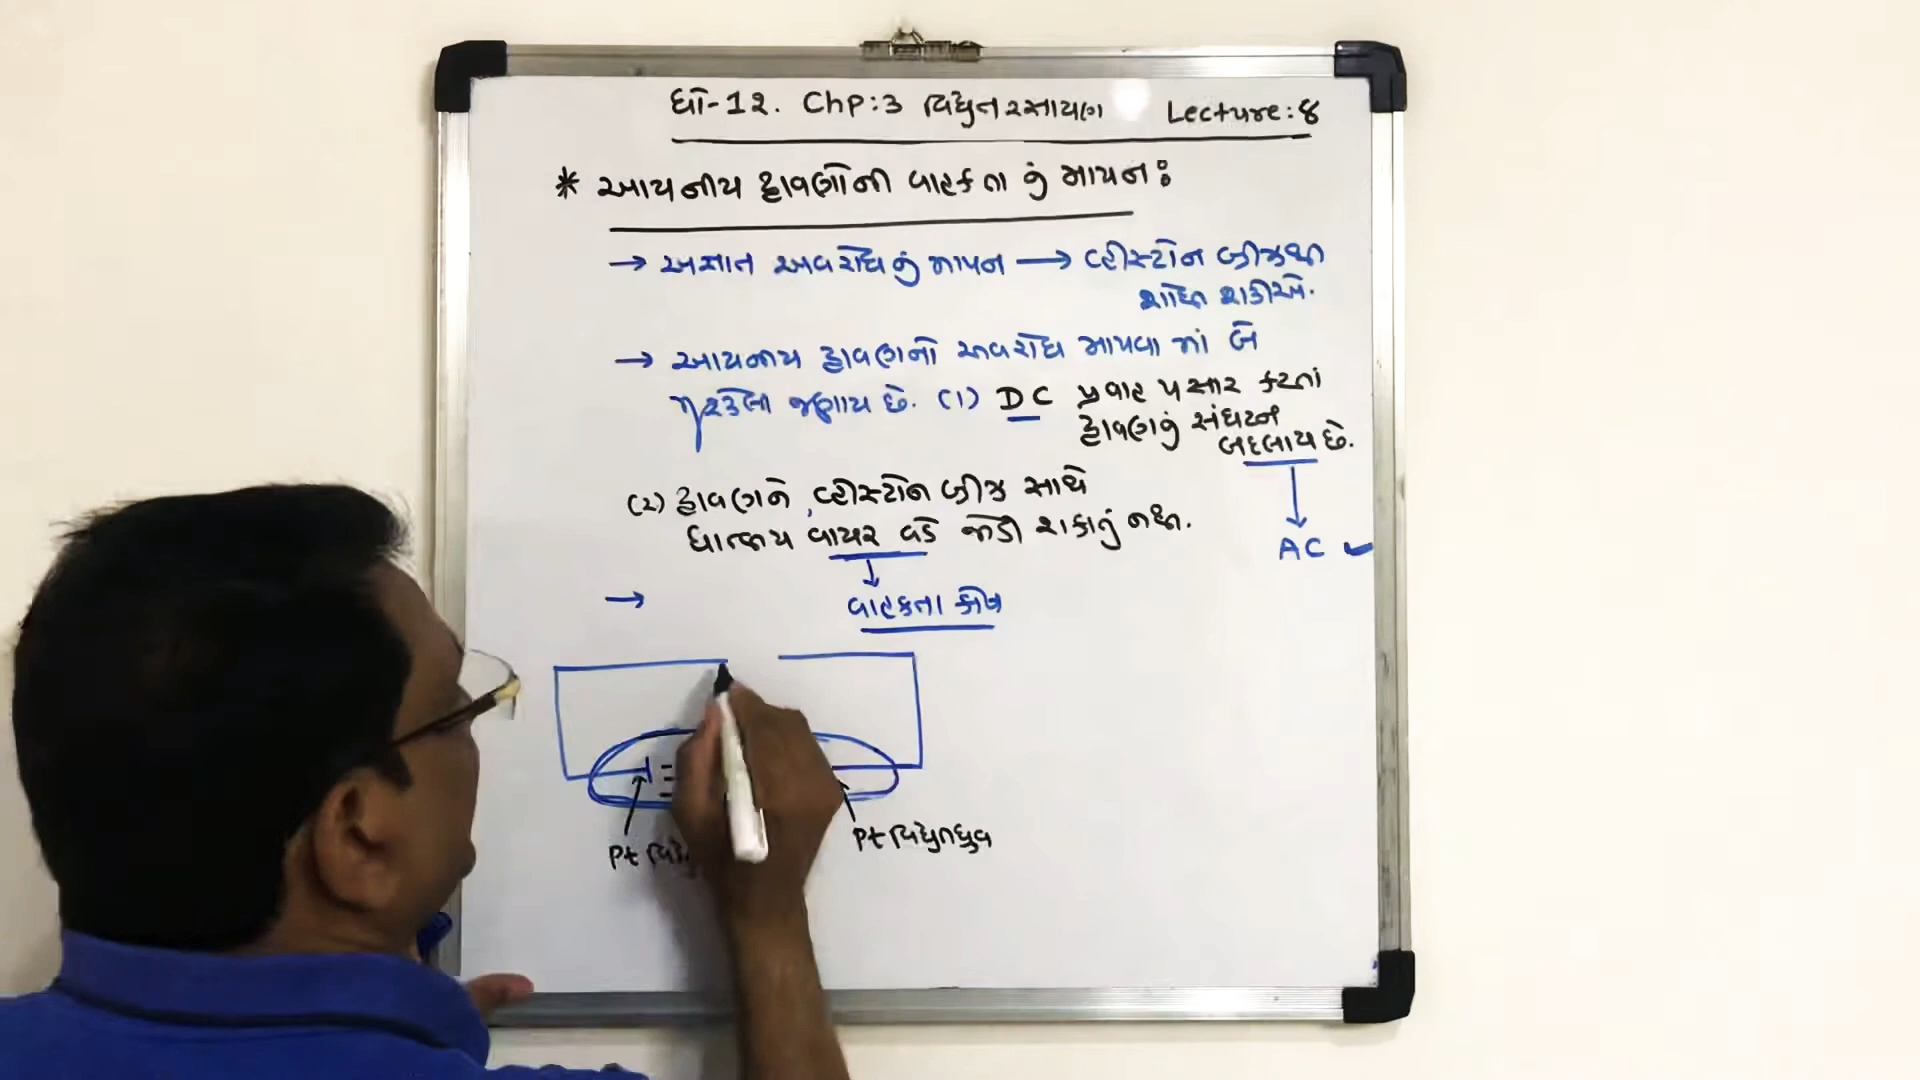 ધો-12. Chp:3 વિદ્યુત રસાયણ Lecture:8
* આયનીય દ્રાવણોની વાહકતા નું માપન:
→ અજ્ઞાત અવરોધનું માપન → વ્હીસ્ટોન બ્રીજથી
શોધી શકીએ.
→ આયનીય દ્રાવણનો અવરોધ માપવા માં બે
મુશ્કેલી જણાય છે. (1) DC પ્રવાહ પસાર કરતાં
દ્રાવણનું સંઘટન
બદલાય છે.
(2) દ્રાવણને, વ્હીસ્ટોન બ્રીજ સાથે
ધાત્વીય વાયર વડે જોડી શકાતું નથી.
AC
→ વાહકતા કોષ
Pt વિદ્યુતધ્રુવ
Pt